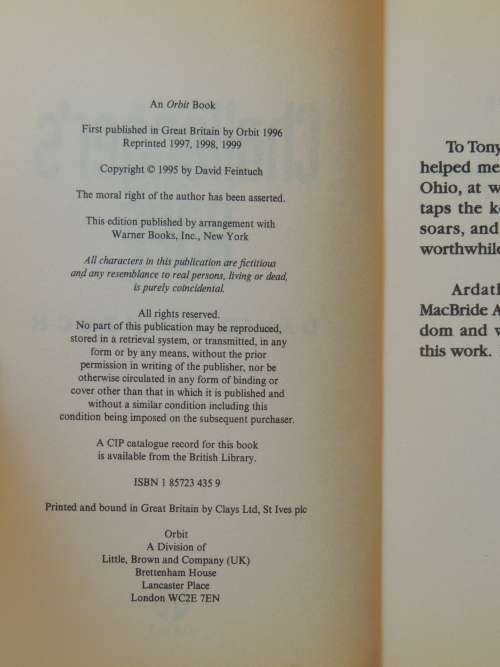 An Orbit Book
First published in Great Britain by Orbit 1996
Reprinted 1997, 1998, 1999
Copyright © 1995 by David Feintuch
The moral right of the author has been asserted.
This edition published by arrangement with
Warner Books, Inc., New York
All characters in this publication are fictitious
and any resemblance to real persons, living or dead,
is purely coincidental.
All rights reserved.
No part of this publication may be reproduced,
stored in a retrieval system, or transmitted, in any
form or by any means, without the prior
permission in writing of the publisher, nor be
otherwise circulated in any form of binding or
cover other than that in which it is published and
without a similar condition including this
condition being imposed on the subsequent purchaser.
A CIP catalogue record for this book
is available from the British Library.
ISBN 1 85723 435 9
Printed and bound in Great Britain by Clays Ltd, St Ives plc
Orbit
A Division of
Little, Brown and Company (UK)
Brettenham House
Lancaster Place
London WC2E 7EN
To Tony
helped me
Ohio, at w
taps the k
soars, and
worthwhile
Ardath
MacBride A
dom and w
this work.